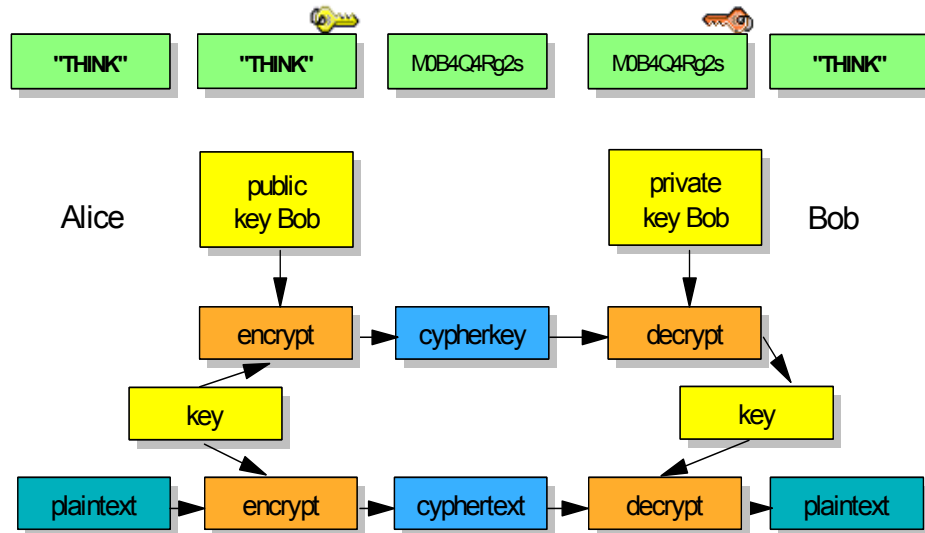 "THINK"
"THINK"
M0B4Q4Rg2s
M0B4Q4Rg2s
"THINK"
public
key Bob
private
key Bob
Alice
Bob
encrypt
cypherkey
decrypt
key
key
plaintext
encrypt
cyphertext
decrypt
plaintext